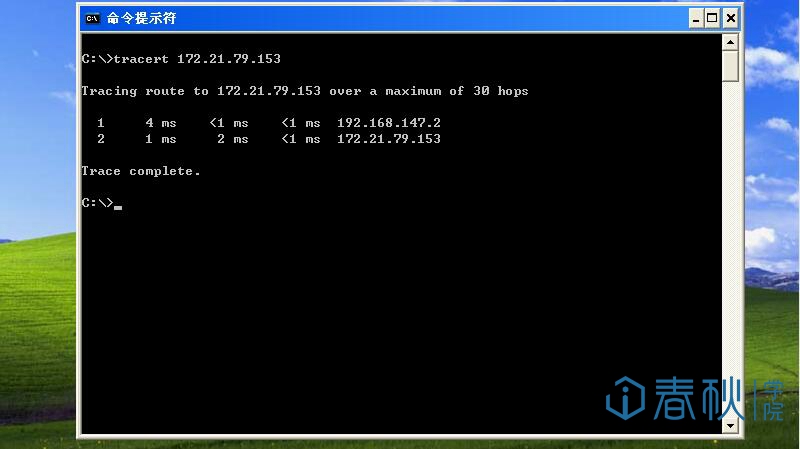 命令提示符
C:\>tracert 172.21.79.153
Tracing route to 172.21.79.153 over a maximum of 30 hops
1 4 ms <1 ms <1 ms 192.168.147.2
2 1 ms 2 ms <1 ms 172.21.79.153
Trace complete.
C:\>_
春秋学院